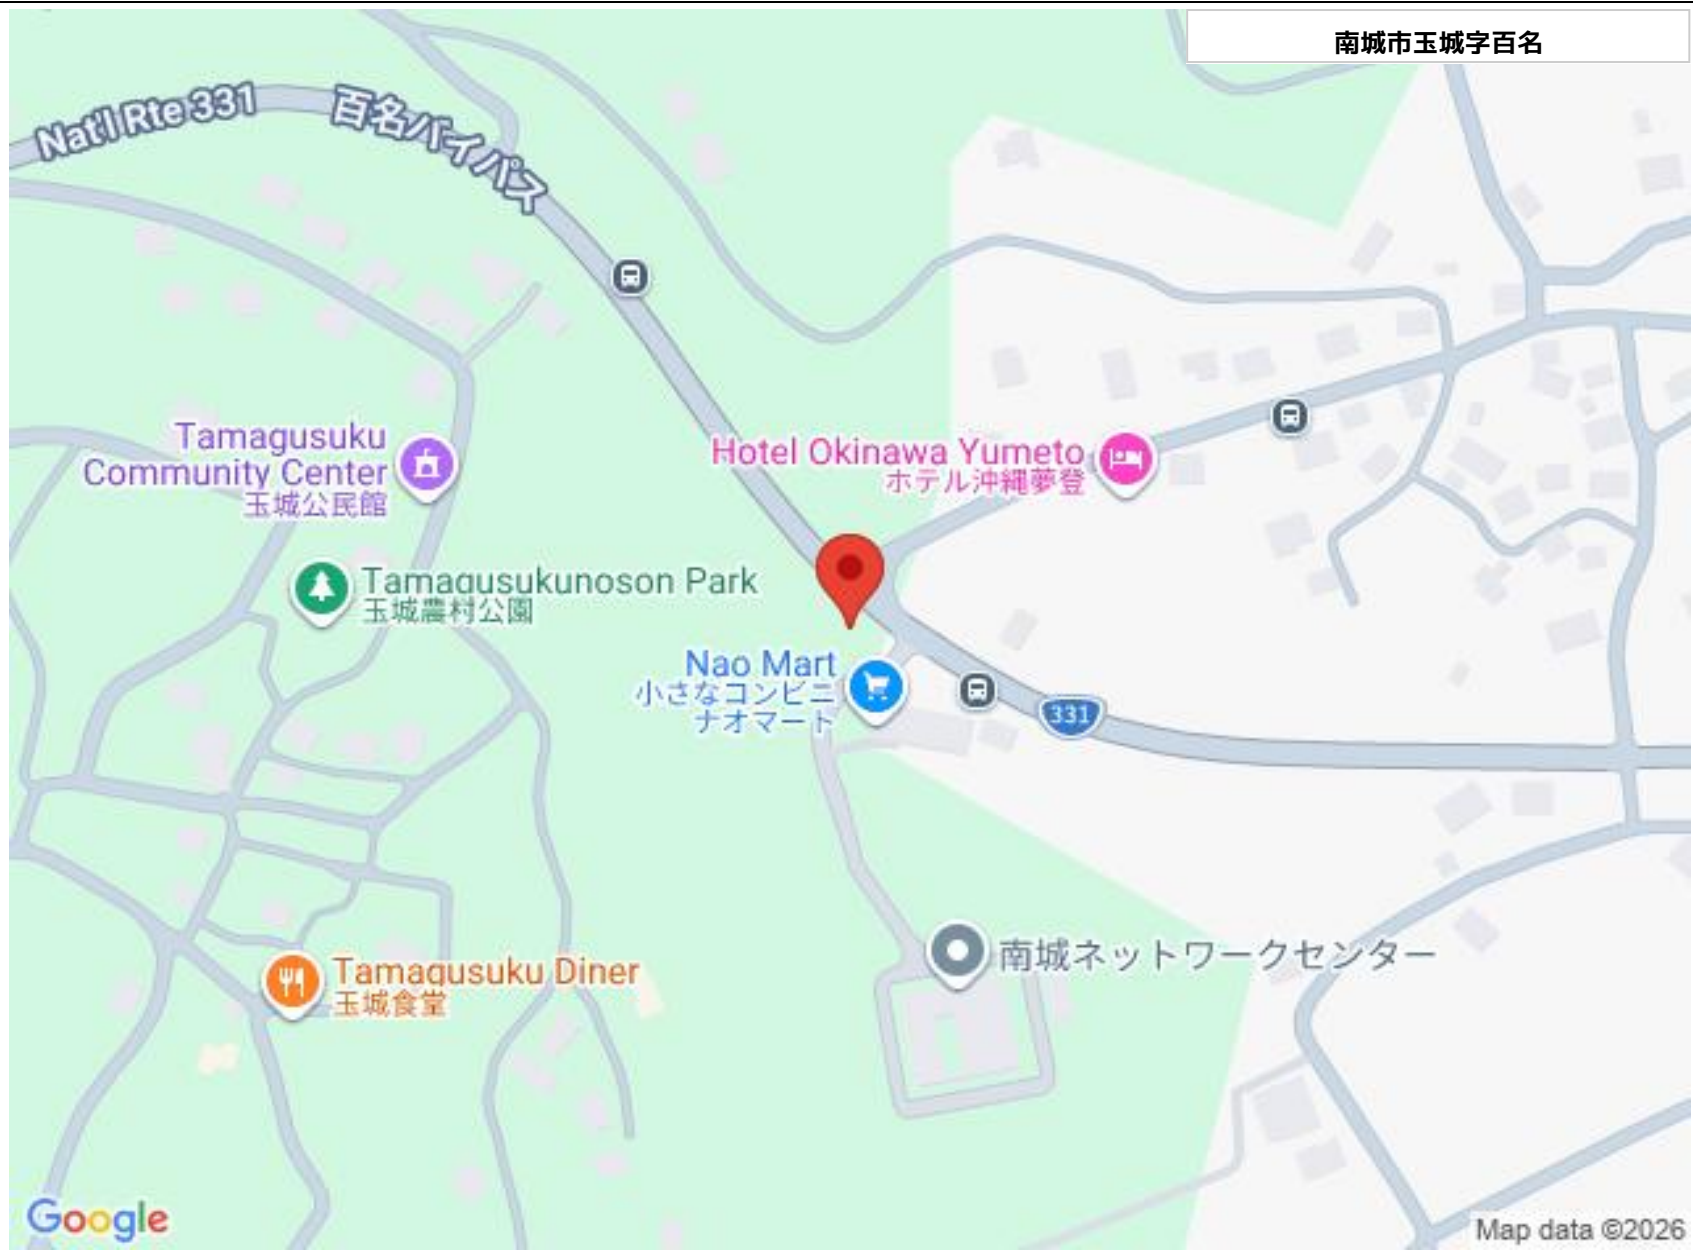 南城市玉城字百名
Nat'l Rte 331
百名バイパス
Tamagusuku
Community Center
玉城公民館
Hotel Okinawa Yumeto
ホテル沖縄夢登
Tamagusukunoson Park
玉城農村公園
Nao Mart
小さなコンビニ
ナオマート
331
南城ネットワークセンター
Tamagusuku Diner
玉城食堂
Google
Map data ©2026